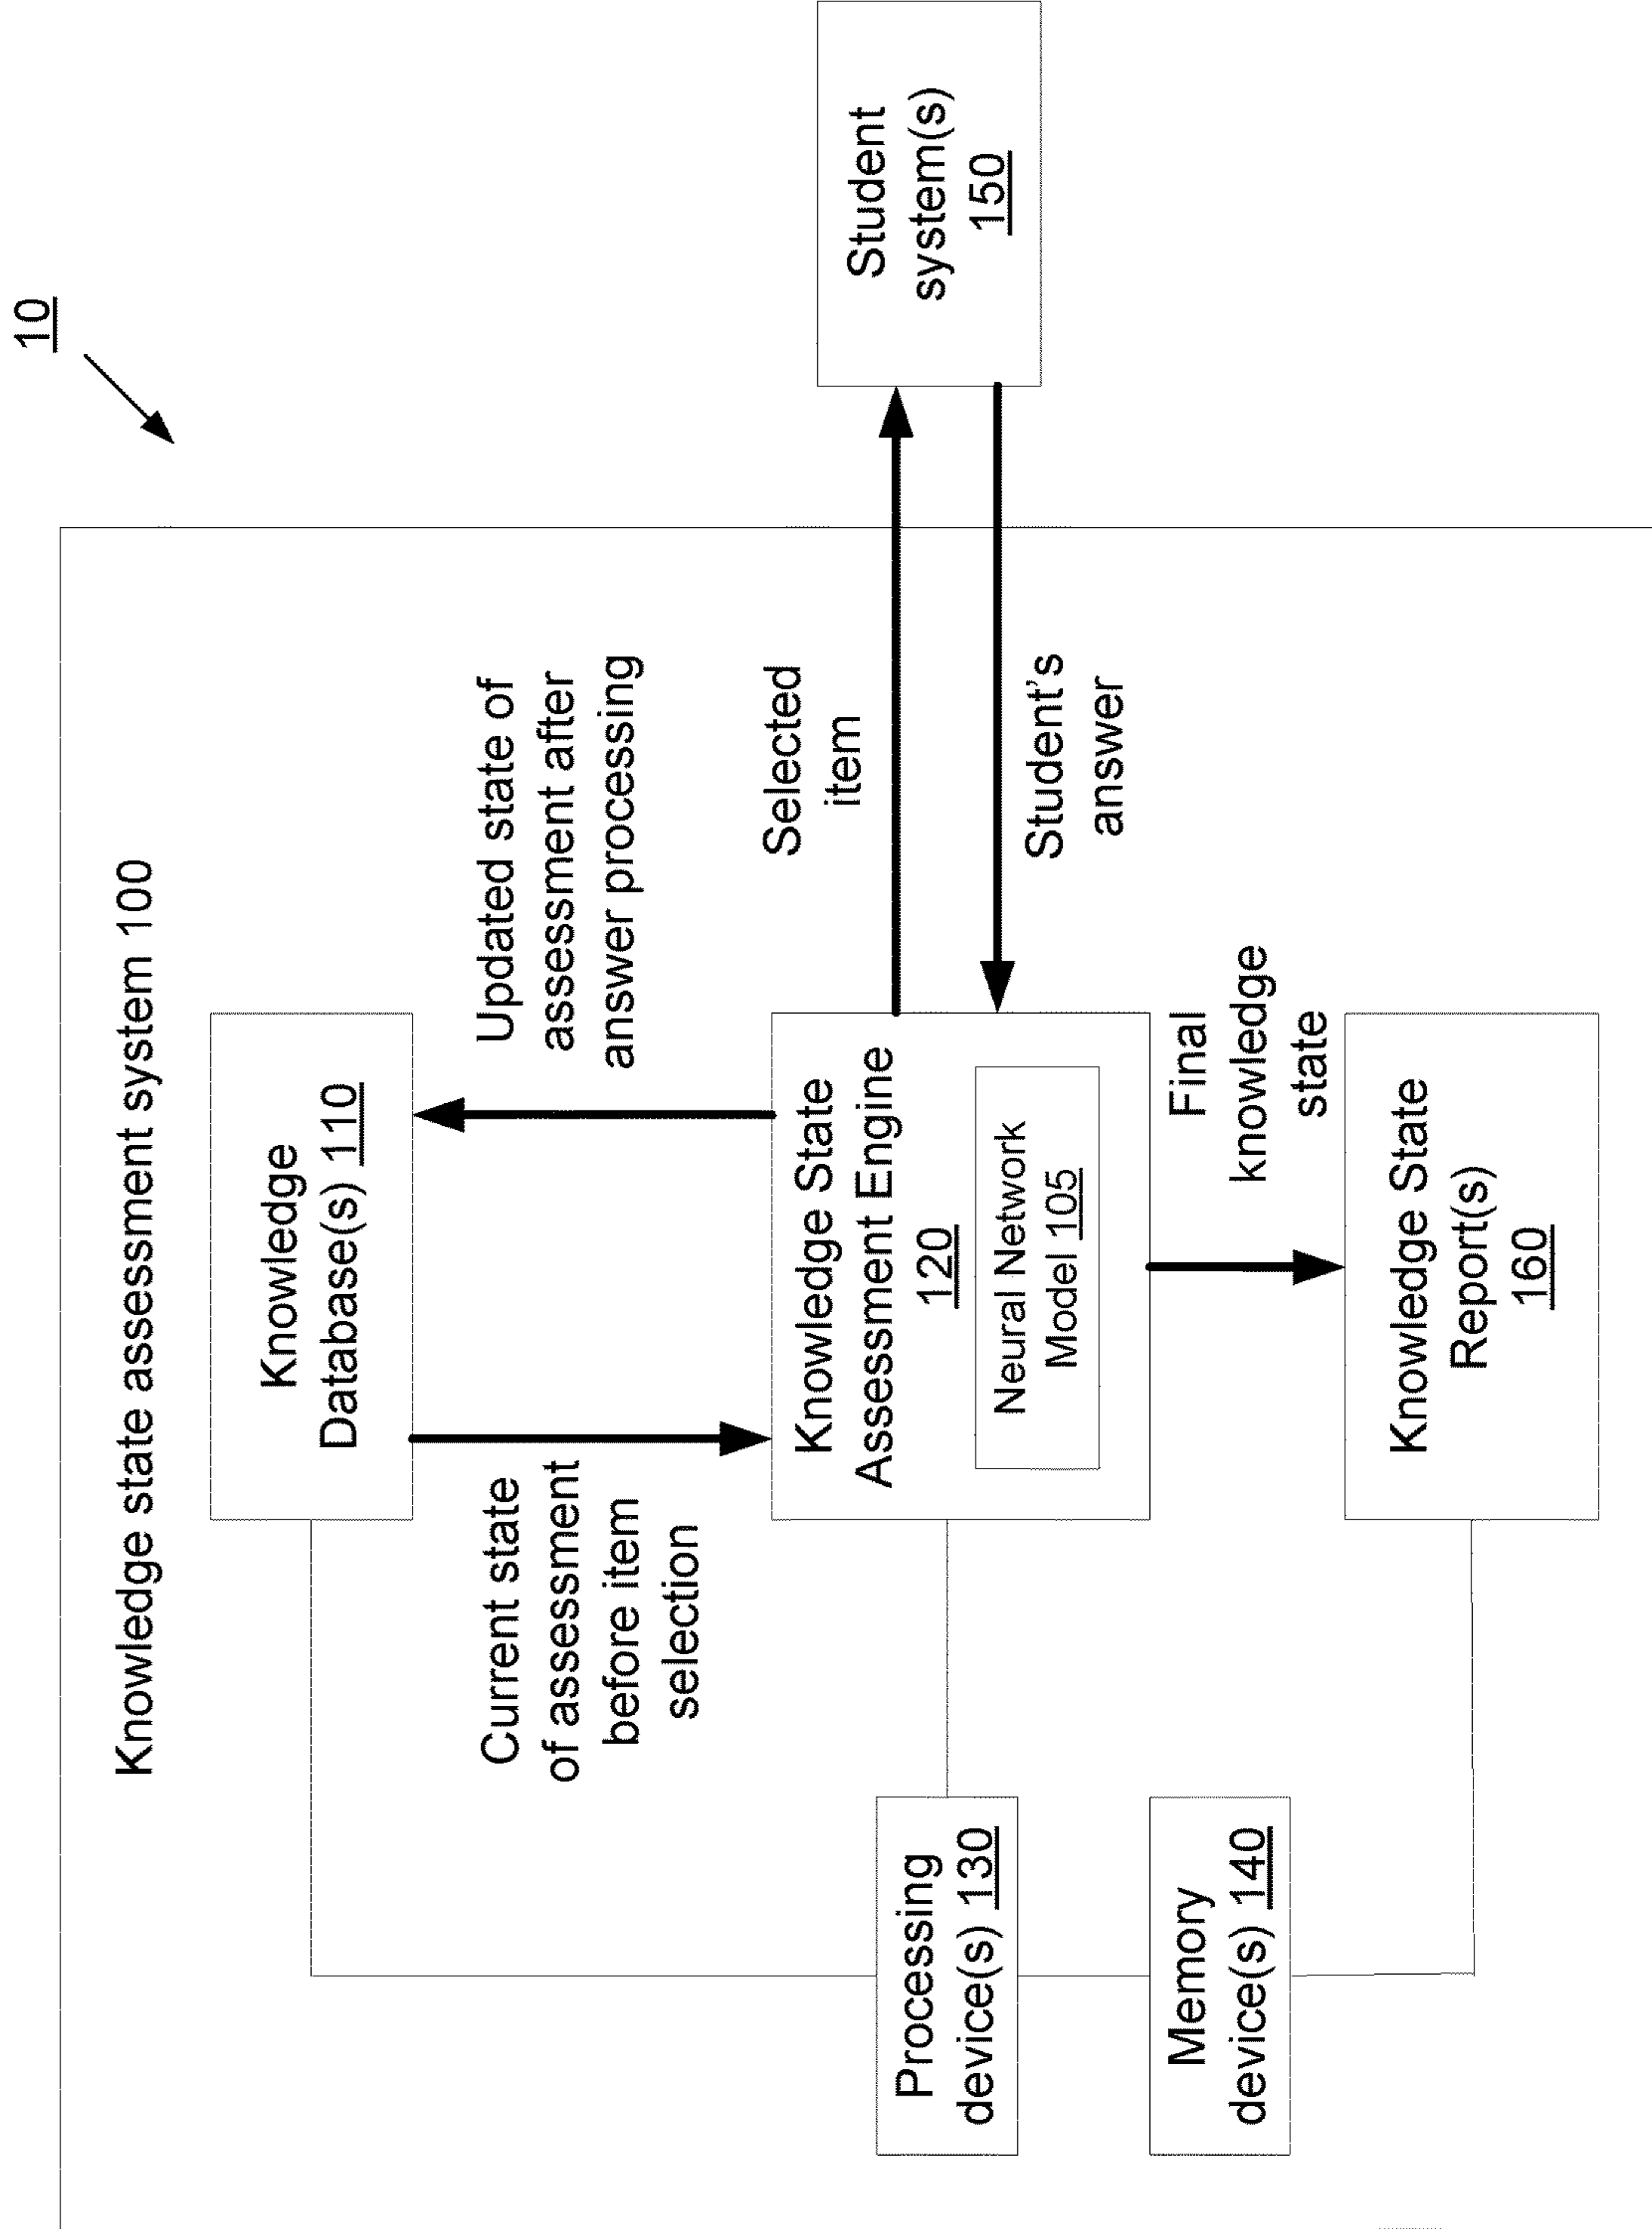 10
Knowledge state assessment system 100
Knowledge
Database(s) 110
Current state
of assessment
before item
selection
Updated state of
assessment after
answer processing
Processing
device(s) 130
Knowledge State
Assessment Engine
120
Neural Network
Model 105
Selected
item
Student's
answer
Student
system(s)
150
Memory
device(s) 140
Final
knowledge
state
Knowledge State
Report(s)
160